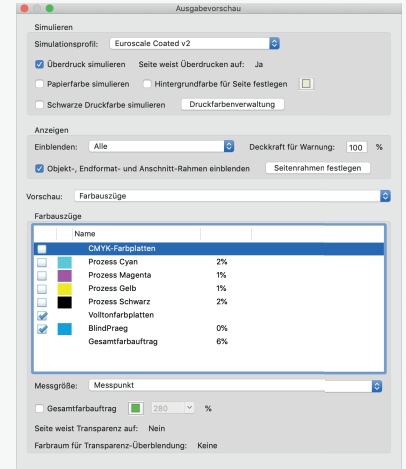 Ausgabevorschau
Simulieren
Simulationsprofil: Euroscale Coated v2
Überdruck simulieren Seite weist Überdrucken auf: Ja
Papierfarbe simulieren Hintergrundfarbe für Seite festlegen
Schwarze Druckfarbe simulieren Druckfarbenverwaltung
Anzeigen
Einblenden: Alle Deckkraft für Warnung: 100 %
Objekt-, Endformat- und Anschnitt-Rahmen einblenden Seitenrahmen festlegen
Vorschau: Farbauszüge
Farbauszüge
Name
CMYK-Farbplatten
Prozess Cyan 2%
Prozess Magenta 1%
Prozess Gelb 1%
Prozess Schwarz 2%
Volltonfarbplatten
BlindPraeg 0%
Gesamtfarbauftrag 6%
Messgröße: Messpunkt
Gesamtfarbauftrag 280 %
Seite weist Transparenz auf: Nein
Farbraum für Transparenz-Überblendung: Keine